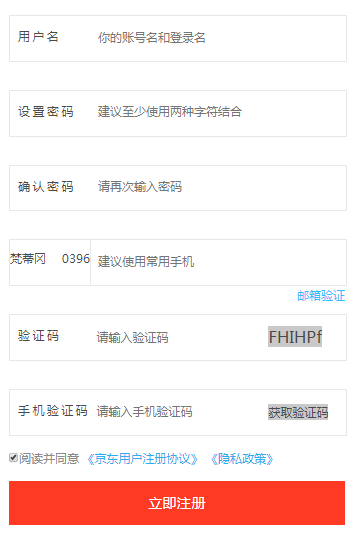 用户名 你的账号名和登录名
设置密码 建议至少使用两种字符结合
确认密码 请再次输入密码
梵蒂冈 0396 建议使用常用手机
邮箱验证
验证码 请输入验证码 FHIHPf
手机验证码 请输入手机验证码 获取验证码
阅读并同意 《京东用户注册协议》 《隐私政策》
立即注册